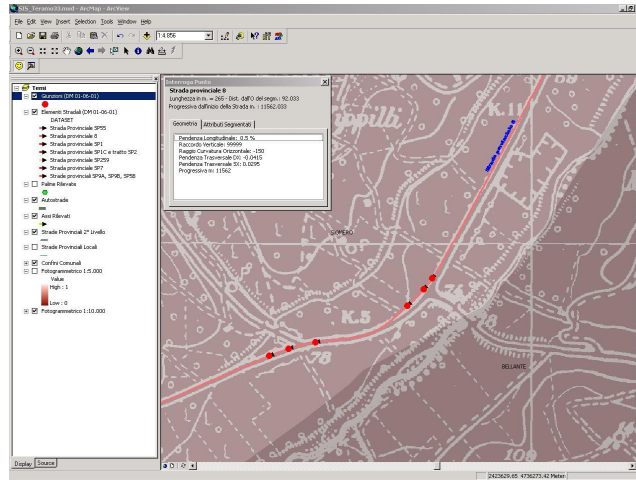 SIS_Teramo33.mxd - ArcMap - ArcView
File Edit View Insert Selection Tools Window Help
1:4.856
Temi
Giunzioni (DM 01-06-01)
Elementi Stradali (DM 01-06-01)
DATASET
Strada Provinciale SP55
Strada Provinciale 8
Strada Provinciale SP1
Strada Provinciale SP1C e tratto SP2
Strada Provinciale SP259
Strada Provinciale SP7
Strada provinciali SP9A, SP9B, SP58
Paline Rilevate
Autostrade
Assi Rilevati
Strade Provinciali 2° Livello
Strade Provinciali Locali
Confini Comunali
Fotogrammetrico 1:5.000
Value
High : 1
Low : 0
Fotogrammetrico 1:10.000
Display Source
Interroga Punto
Strada provinciale 8
Lunghezza in m. = 265 - Dist. dall'0 del segm.: 92.033
Progressiva dall'inizio della Strada m. : 11562.033
Geometria Attributi Segmentati
Pendenza Longitudinale: 0.5 %
Raccordo Verticale: 99999
Raggio Curvatura Orizzontale: -150
Pendenza Trasversale DX: -0.0415
Pendenza Trasversale SX: 0.0295
Progressiva m: 11562
K.11
Strada provinciale 8
K.5
78
BELLANTE
2423629.65 4736273.42 Meter